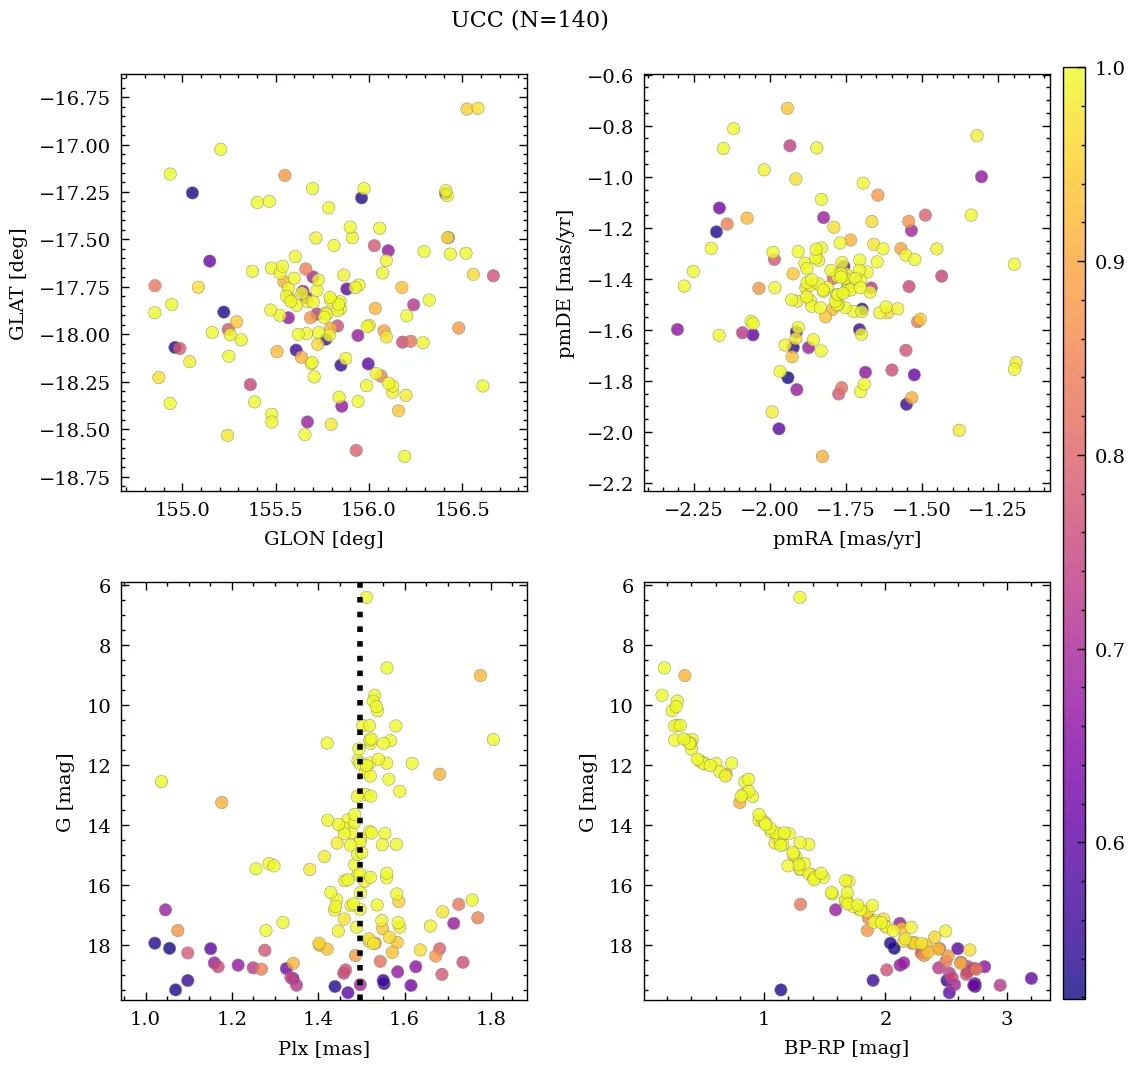 UCC (N=140)
−16.75
−17.00
−17.25
−17.50
−17.75
−18.00
−18.25
−18.50
−18.75
GLAT [deg]
155.0 155.5 156.0 156.5
GLON [deg]
−0.6
−0.8
−1.0
−1.2
−1.4
−1.6
−1.8
−2.0
−2.2
pmDE [mas/yr]
−2.25 −2.00 −1.75 −1.50 −1.25
pmRA [mas/yr]
6
8
10
12
14
16
18
G [mag]
1.0 1.2 1.4 1.6 1.8
Plx [mas]
6
8
10
12
14
16
18
G [mag]
1 2 3
BP-RP [mag]
1.0
0.9
0.8
0.7
0.6